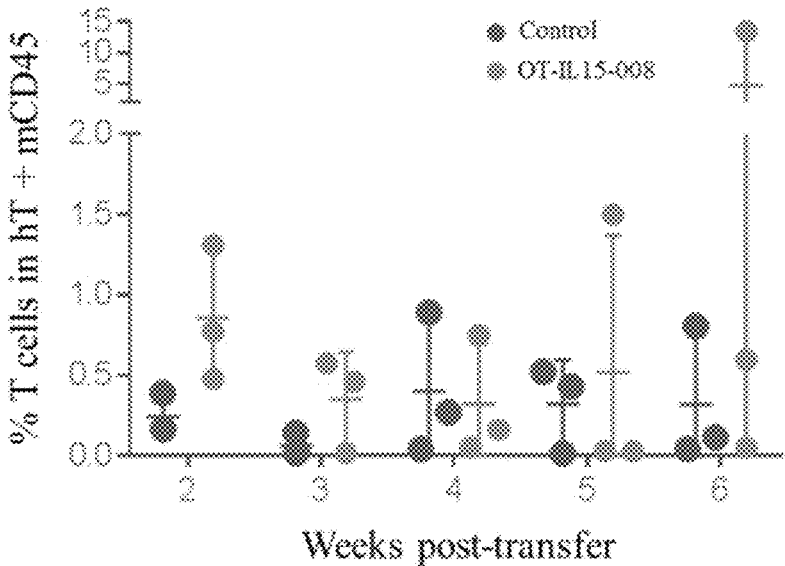 % T cells in hT + mCD45
15
10
5
2.0
1.5
1.0
0.5
0.0
Control
OT-IL15-008
2 3 4 5 6
Weeks post-transfer